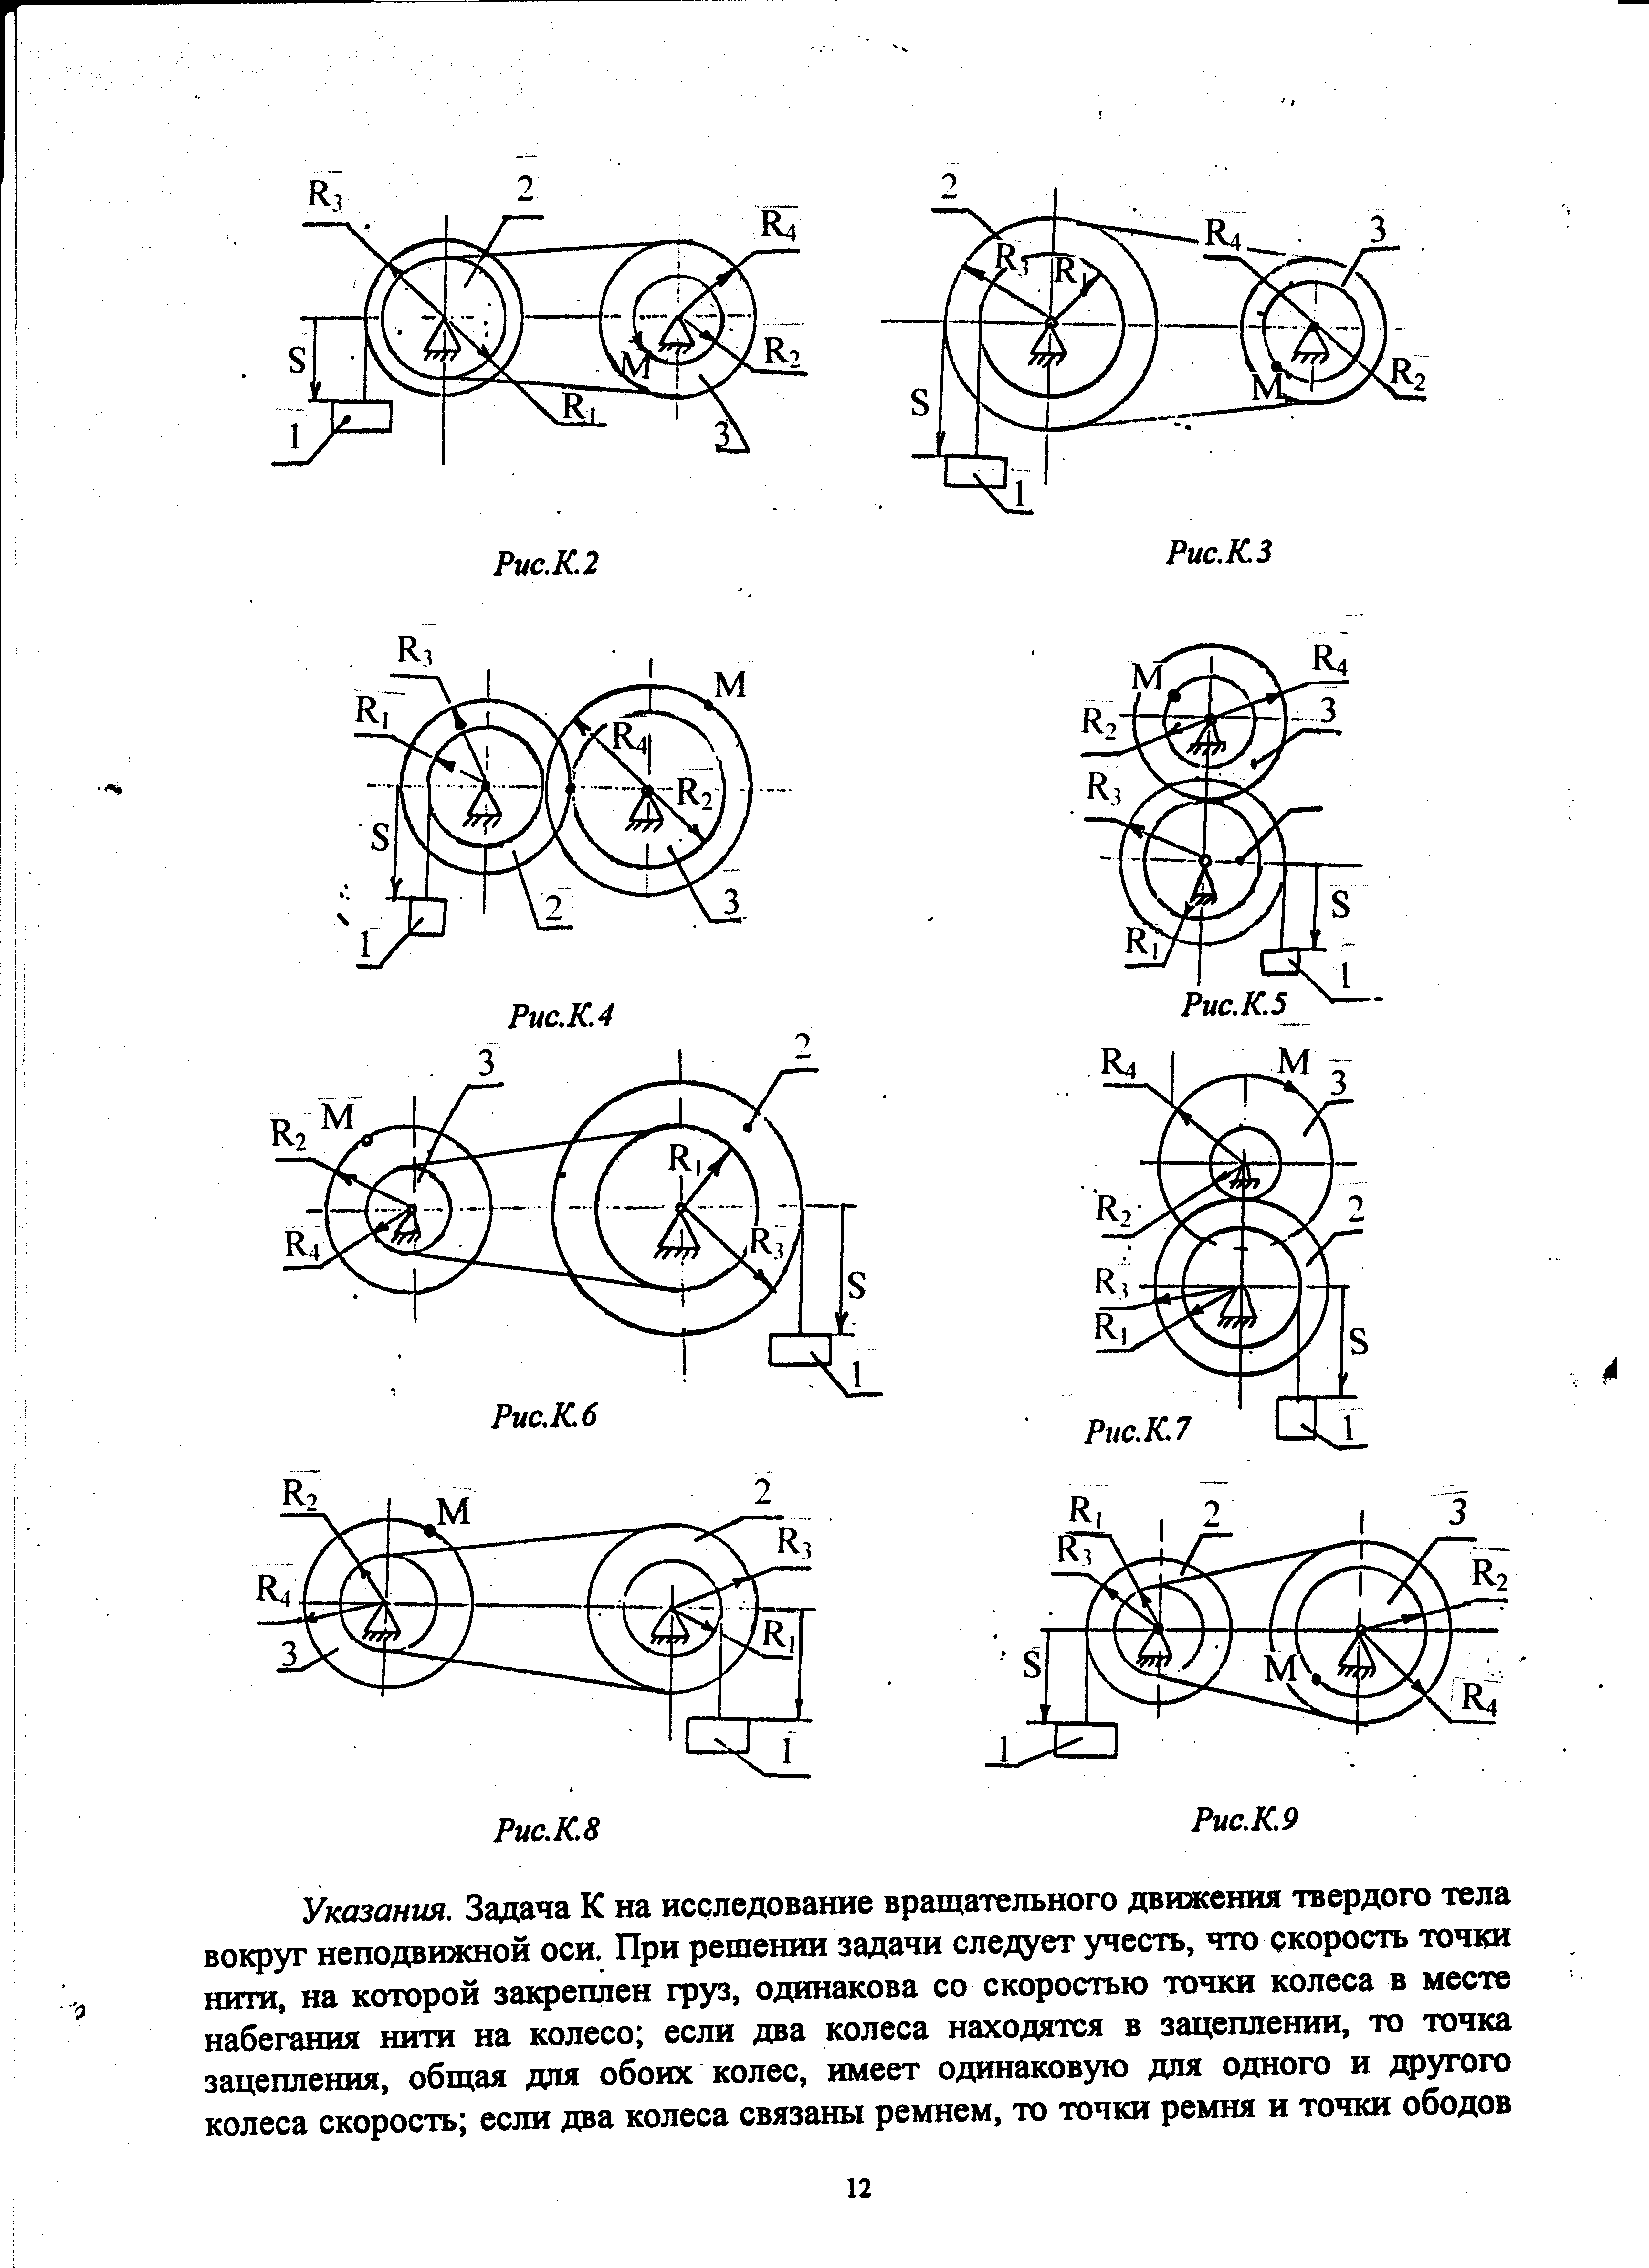 R3 2 R4
S M R2
1 R1 3
Рис.К.2
2 R4 3
R3 R1
S M R2
1
Рис.К.3
R3 M
R1 R4
R2
S
1 2 3
Рис.К.4
M R4
R2 3
R3
S
R1 1
Рис.К.5
3 2
R2 M
R1
R4 R3
S
1
Рис.К.6
R4 M 3
R2 2
R3
R1 S
1
Рис.К.7
R2 M 2
R3
R4
R1
3
1
Рис.К.8
R1 2 3
R3 R2
S M R4
1
Рис.К.9
Указания. Задача К на исследование вращательного движения твердого тела
вокруг неподвижной оси. При решении задачи следует учесть, что скорость точки
нити, на которой закреплен груз, одинакова со скоростью точки колеса в месте
набегания нити на колесо; если два колеса находятся в зацеплении, то точка
зацепления, общая для обоих колес, имеет одинаковую для одного и другого
колеса скорость; если два колеса связаны ремнем, то точки ремня и точки ободов
12